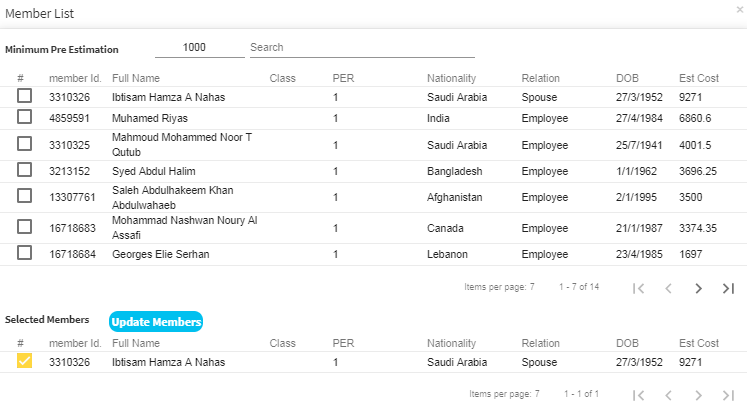 Member List
Minimum Pre Estimation 1000 Search
# member Id. Full Name Class PER Nationality Relation DOB Est Cost
3310326 Ibtisam Hamza A Nahas 1 Saudi Arabia Spouse 27/3/1952 9271
4859591 Muhamed Riyas 1 India Employee 27/4/1984 6860.6
3310325 Mahmoud Mohammed Noor T Qutub 1 Saudi Arabia Employee 25/7/1941 4001.5
3213152 Syed Abdul Halim 1 Bangladesh Employee 1/1/1962 3696.25
13307761 Saleh Abdulhakeem Khan Abdulwahaeb 1 Afghanistan Employee 2/1/1995 3500
16718683 Mohammad Nashwan Noury Al Assafi 1 Canada Employee 21/1/1987 3374.35
16718684 Georges Elie Serhan 1 Lebanon Employee 23/4/1985 1697
Items per page: 7 1 - 7 of 14
Selected Members Update Members
# member Id. Full Name Class PER Nationality Relation DOB Est Cost
3310326 Ibtisam Hamza A Nahas 1 Saudi Arabia Spouse 27/3/1952 9271
Items per page: 7 1 - 1 of 1